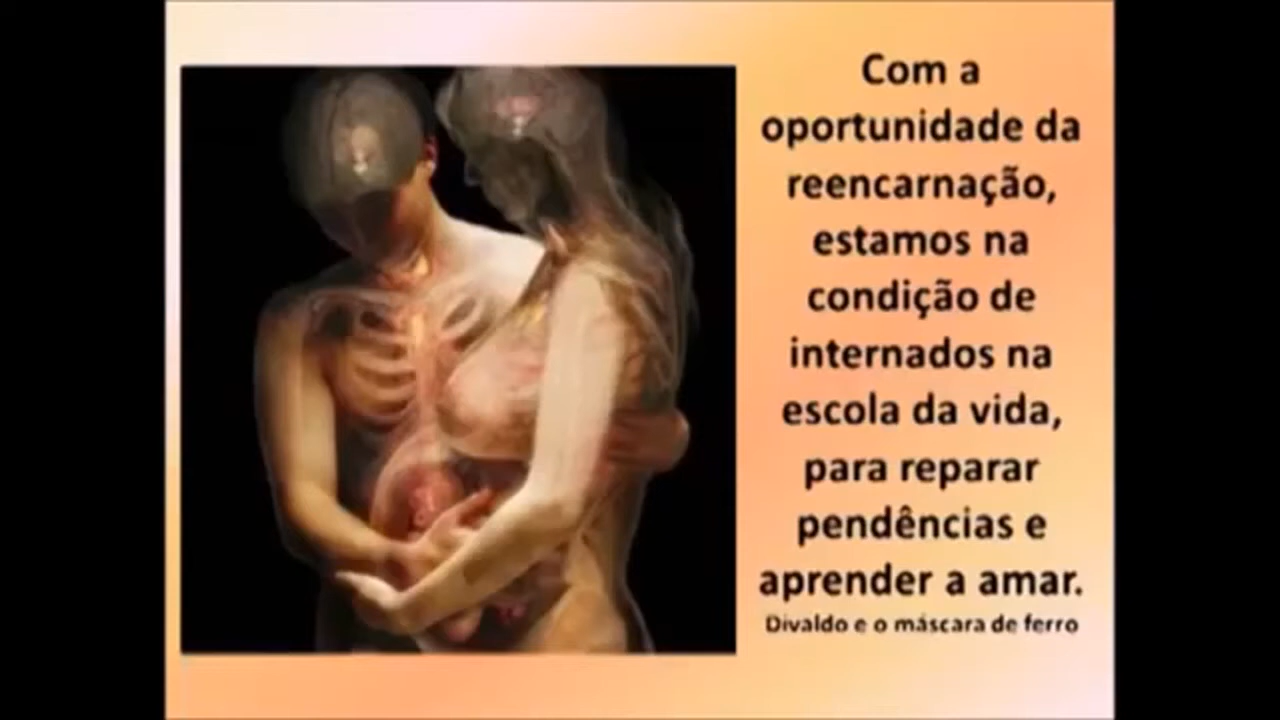 Com a
oportunidade da
reencarnação,
estamos na
condição de
internados na
escola da vida,
para reparar
pendências e
aprender a amar.
Divaldo e o máscara de ferro